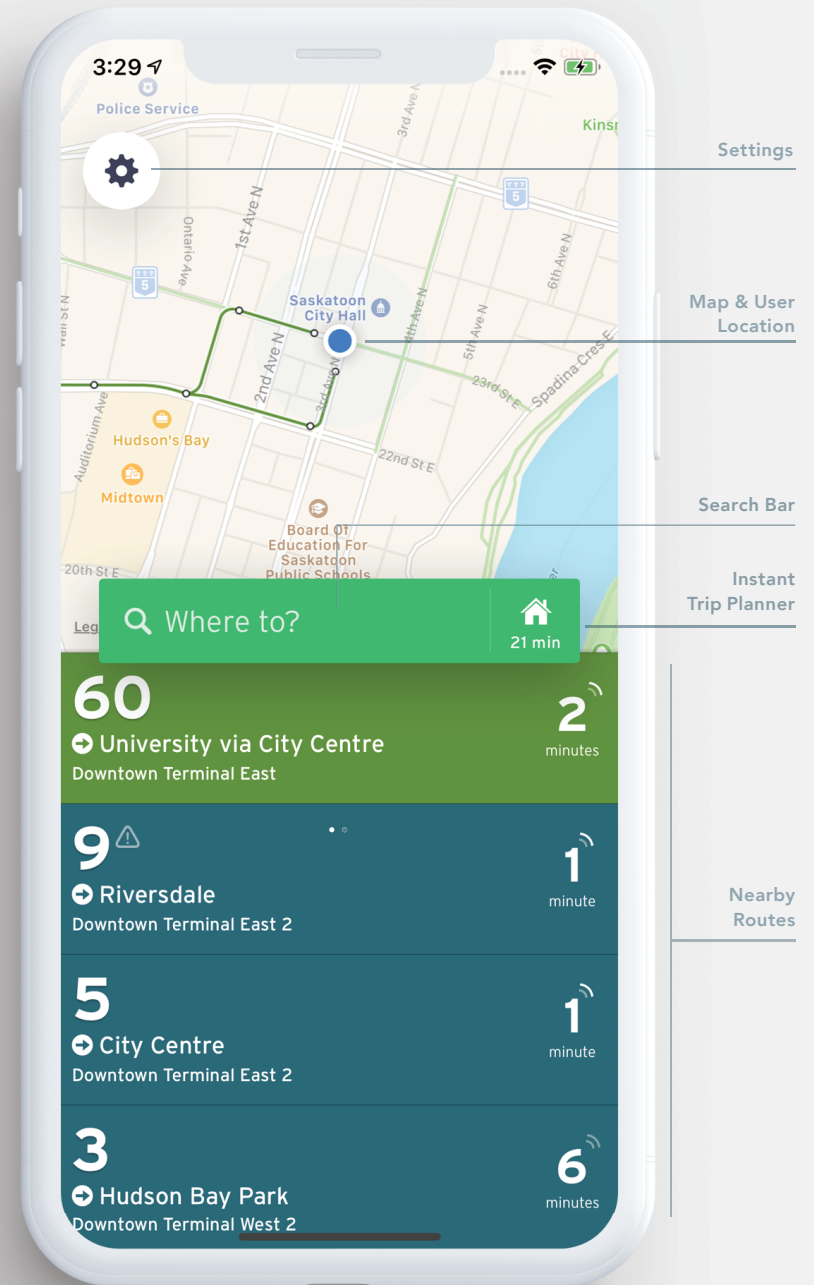 3:29
Police Service
City
3rd Ave N
Kinsm
Settings
5
1st Ave N
Ontario Ave
6th Ave N
5
Saskatoon
City Hall
Map & User
Location
4th Ave N
5th Ave N
2nd Ave N
3rd Ave N
23rd St E
Spadina Cres E
Auditorium Ave
Hudson's Bay
22nd St E
Midtown
Search Bar
Board Of
Education For
Saskatoon
Public Schools
20th St E
Instant
Trip Planner
Leg
Where to?
21 min
60
University via City Centre
Downtown Terminal East
2
minutes
9
Riversdale
Downtown Terminal East 2
1
minute
Nearby
Routes
5
City Centre
Downtown Terminal East 2
1
minute
3
Hudson Bay Park
Downtown Terminal West 2
6
minutes